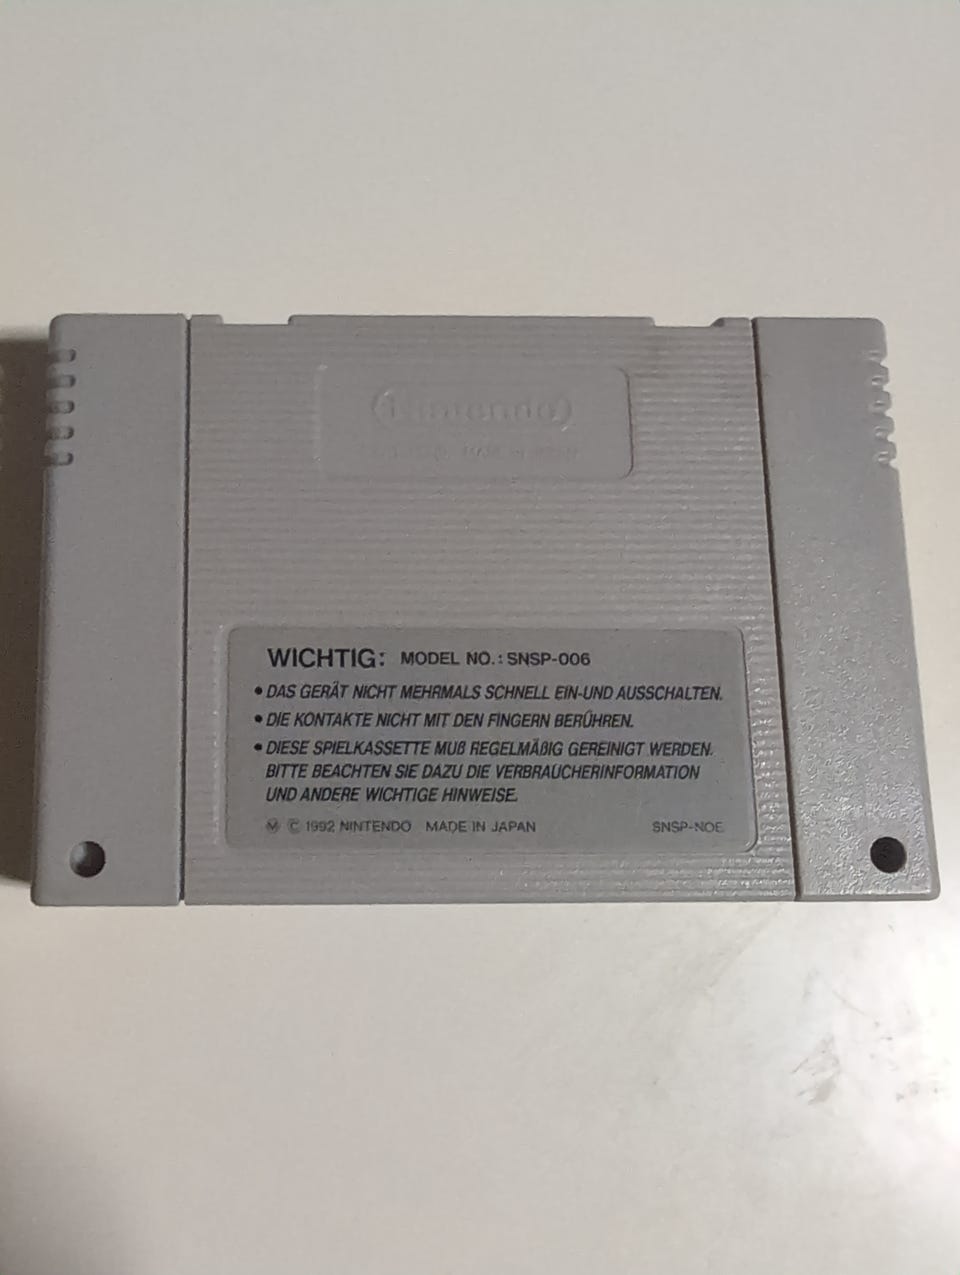 Nintendo
WICHTIG: MODEL NO.: SNSP-006
• DAS GERÄT NICHT MEHRMALS SCHNELL EIN-UND AUSSCHALTEN.
• DIE KONTAKTE NICHT MIT DEN FINGERN BERÜHREN.
• DIESE SPIELKASSETTE MUß REGELMÄßIG GEREINIGT WERDEN.
BITTE BEACHTEN SIE DAZU DIE VERBRAUCHERINFORMATION
UND ANDERE WICHTIGE HINWEISE.
Ⓜ © 1992 NINTENDO MADE IN JAPAN SNSP-NOE